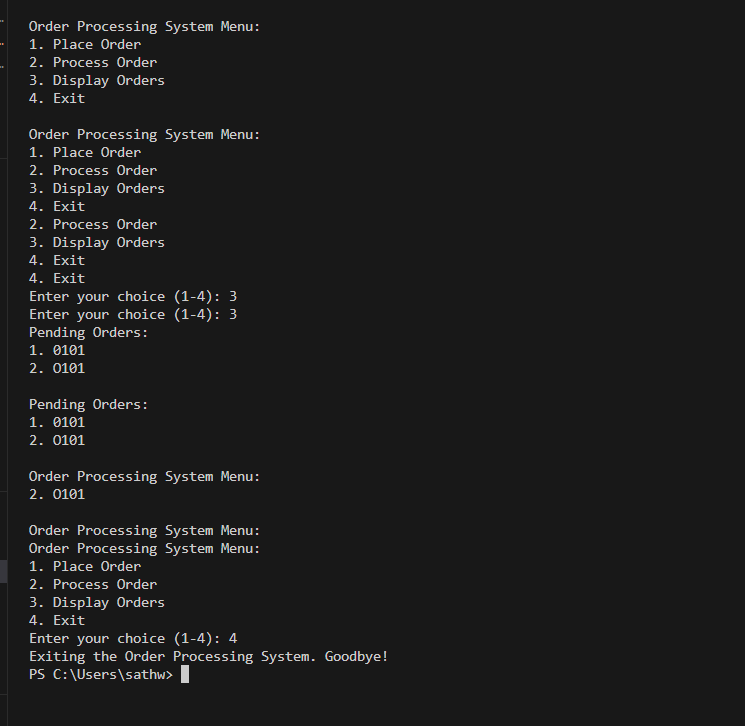 Order Processing System Menu:
1. Place Order
2. Process Order
3. Display Orders
4. Exit

Order Processing System Menu:
1. Place Order
2. Process Order
3. Display Orders
4. Exit
2. Process Order
3. Display Orders
4. Exit
4. Exit
Enter your choice (1-4): 3
Enter your choice (1-4): 3
Pending Orders:
1. 0101
2. O101

Pending Orders:
1. 0101
2. O101

Order Processing System Menu:
2. O101

Order Processing System Menu:
Order Processing System Menu:
1. Place Order
2. Process Order
3. Display Orders
4. Exit
Enter your choice (1-4): 4
Exiting the Order Processing System. Goodbye!
PS C:\Users\sathw>